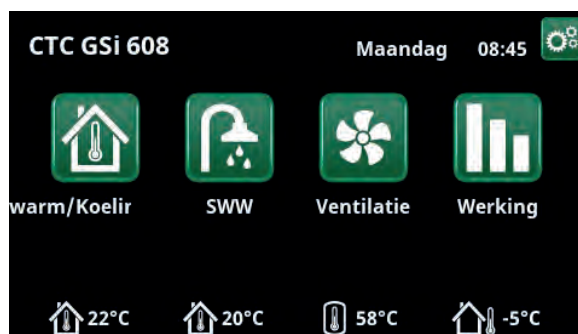 CTC GSi 608 Maandag 08:45
warm/Koelir SWW Ventilatie Werking
22°C 20°C 58°C -5°C